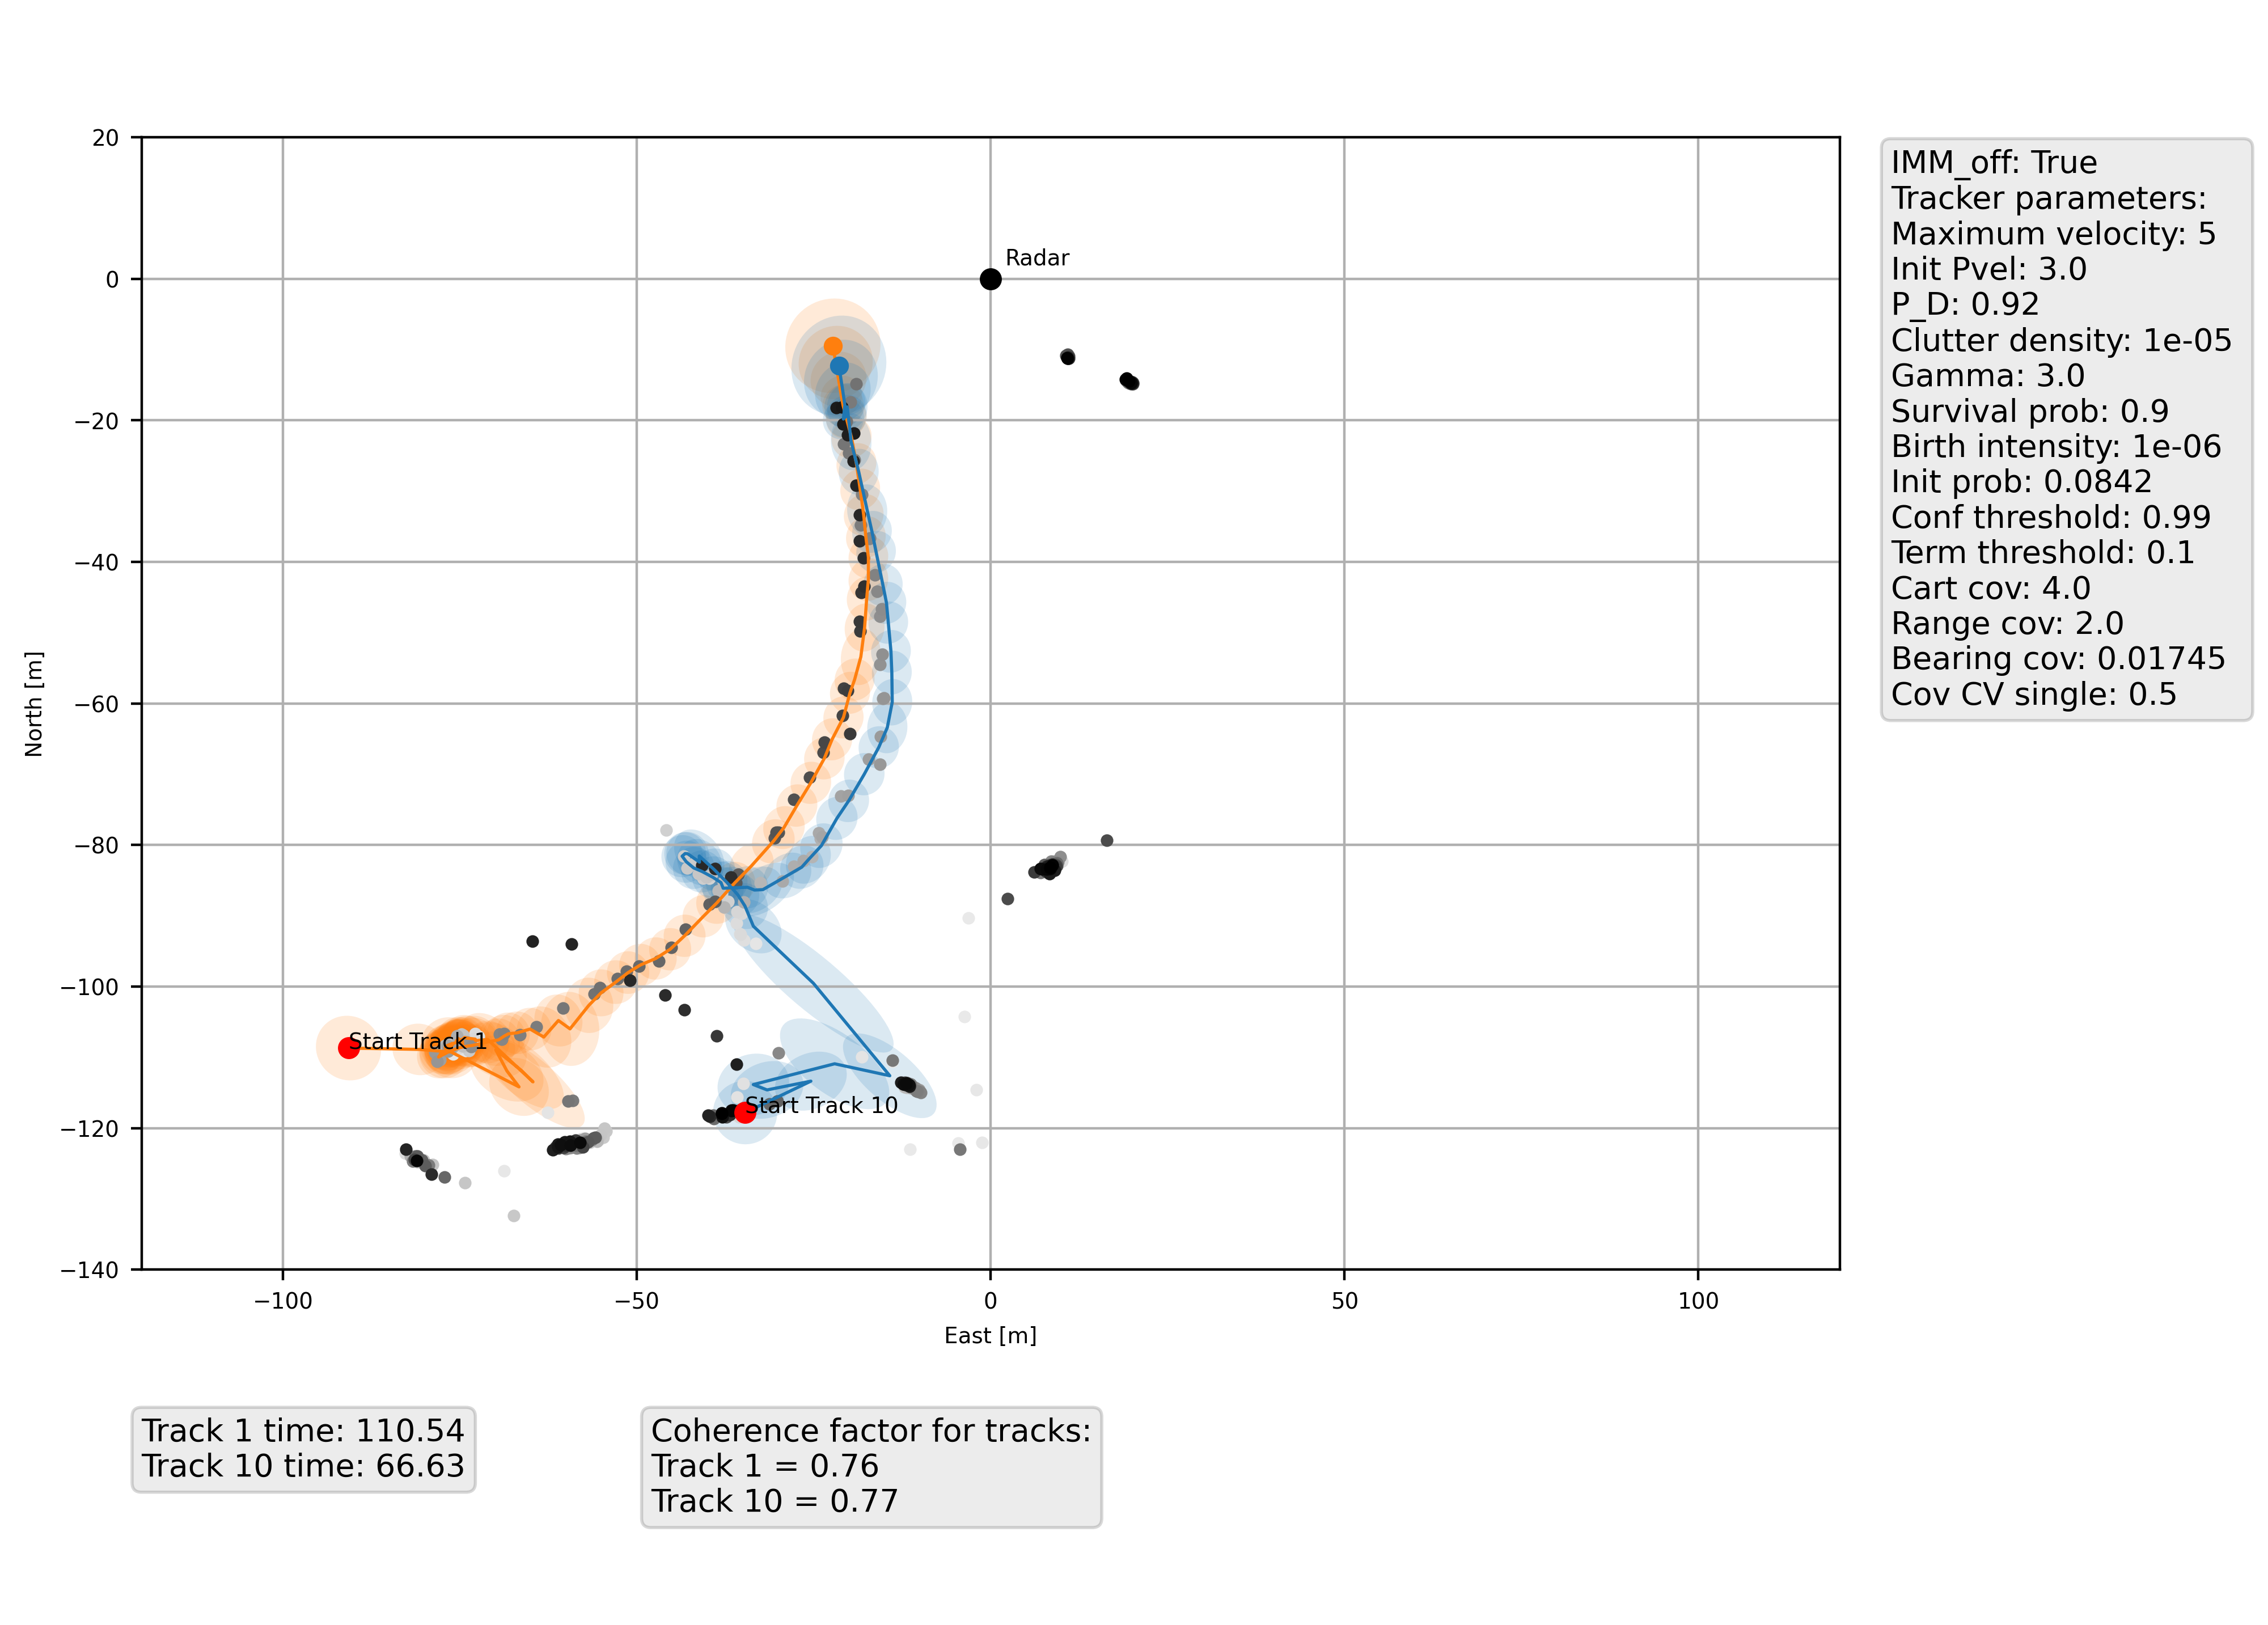 20
0
−20
−40
−60
−80
−100
−120
−140
North [m]
Radar
Start Track 1
Start Track 10
−100
−50
0
50
100
East [m]
IMM_off: True
Tracker parameters:
Maximum velocity: 5
Init Pvel: 3.0
P_D: 0.92
Clutter density: 1e-05
Gamma: 3.0
Survival prob: 0.9
Birth intensity: 1e-06
Init prob: 0.0842
Conf threshold: 0.99
Term threshold: 0.1
Cart cov: 4.0
Range cov: 2.0
Bearing cov: 0.01745
Cov CV single: 0.5
Track 1 time: 110.54
Track 10 time: 66.63
Coherence factor for tracks:
Track 1 = 0.76
Track 10 = 0.77